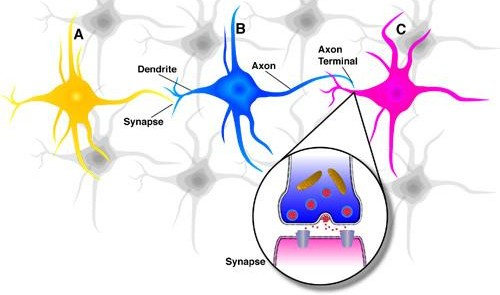 A
B
C
Dendrite
Axon
Axon
Terminal
Synapse
Synapse